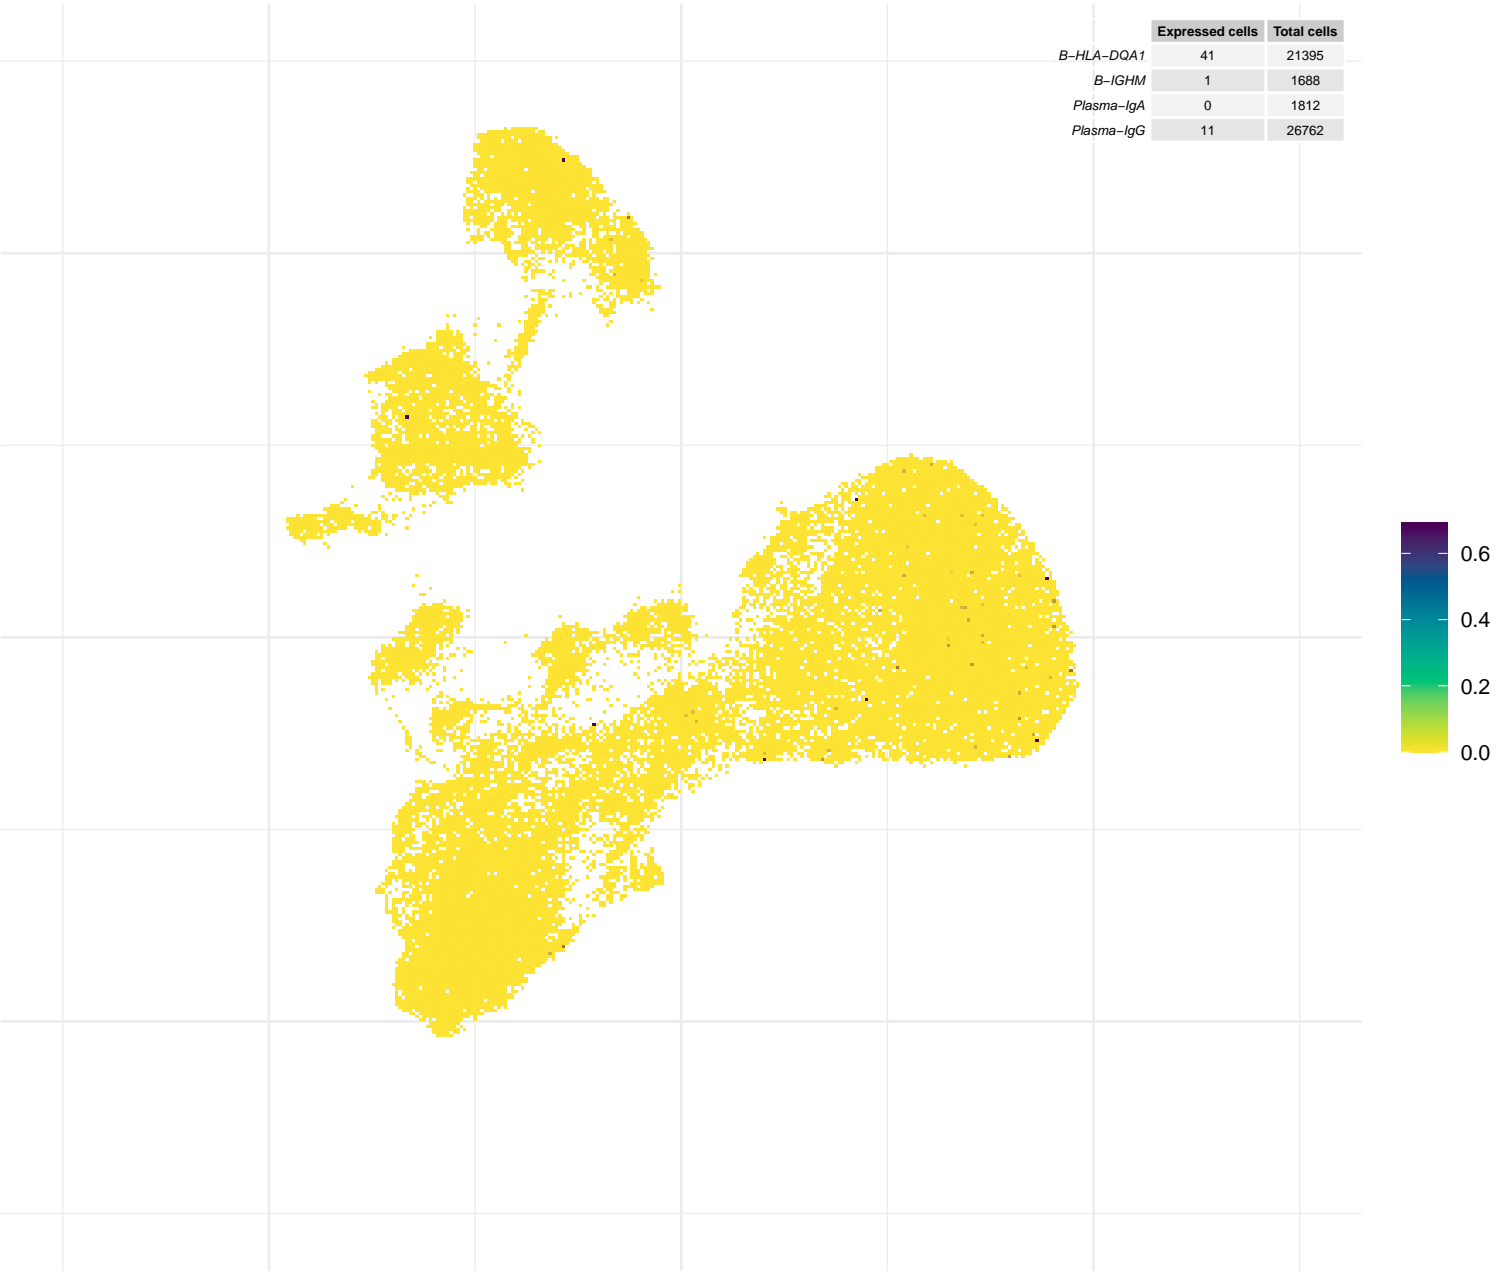 Expressed cells Total cells
B−HLA−DQA1 41 21395
B−IGHM 1 1688
Plasma−IgA 0 1812
Plasma−IgG 11 26762
0.6
0.4
0.2
0.0